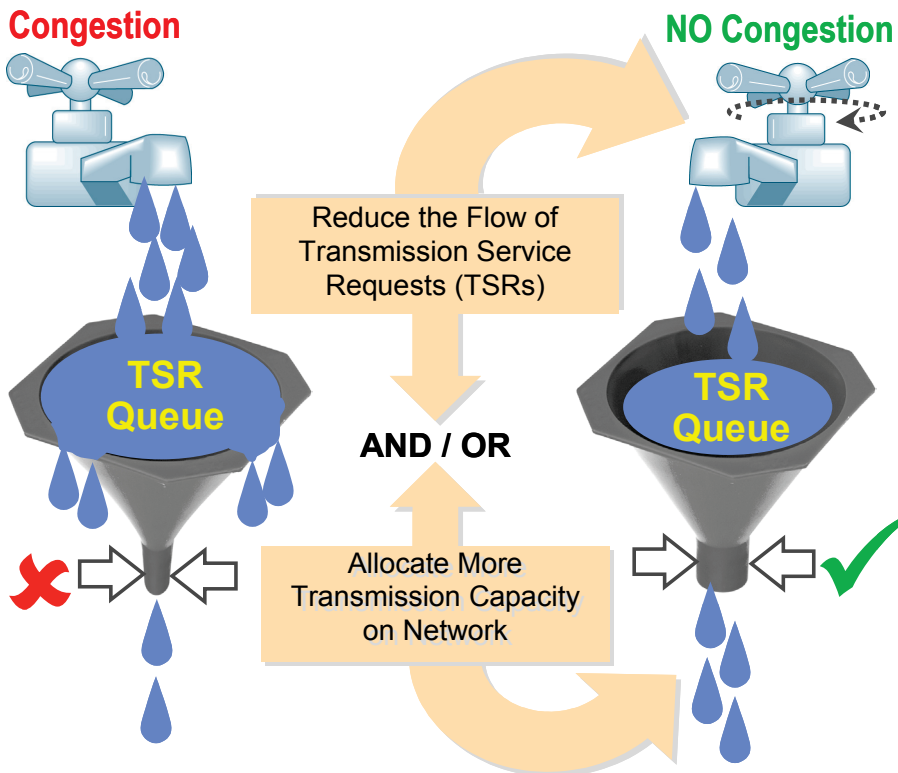 Congestion
NO Congestion
Reduce the Flow of
Transmission Service
Requests (TSRs)
TSR
Queue
TSR
Queue
AND / OR
Allocate More
Transmission Capacity
on Network